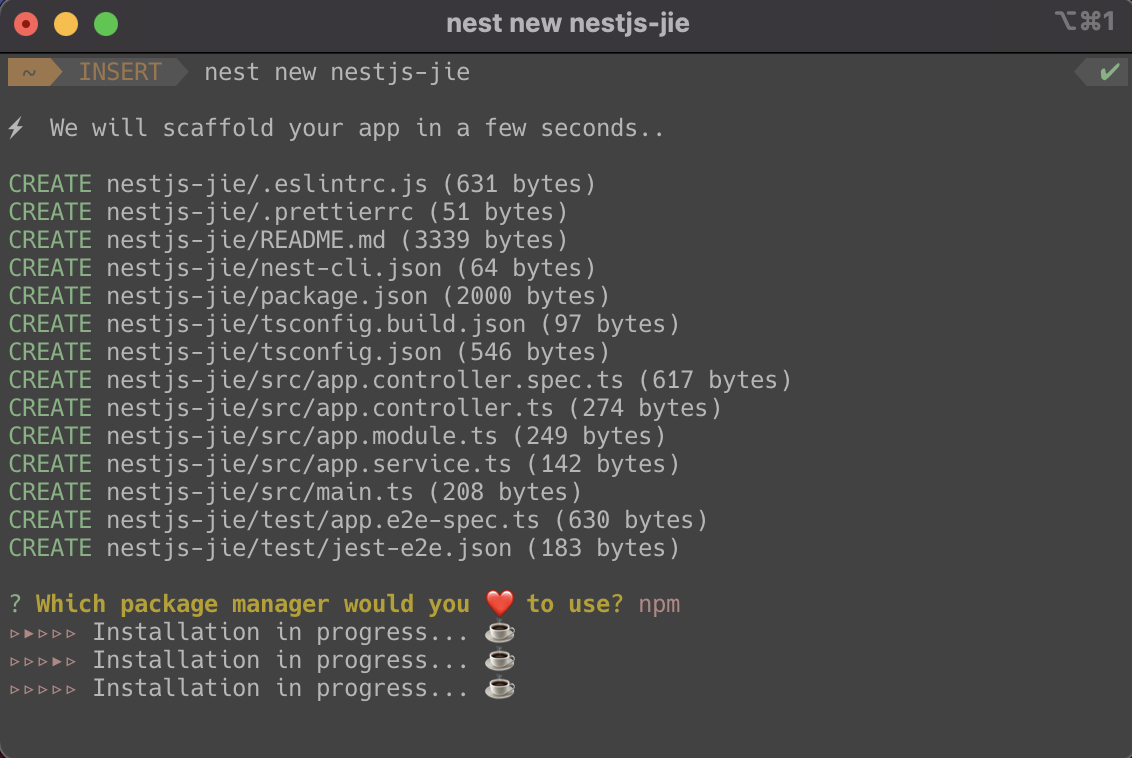 nest new nestjs-jie
⌥⌘1
~ INSERT nest new nestjs-jie ✔
⚡ We will scaffold your app in a few seconds..
CREATE nestjs-jie/.eslintrc.js (631 bytes)
CREATE nestjs-jie/.prettierrc (51 bytes)
CREATE nestjs-jie/README.md (3339 bytes)
CREATE nestjs-jie/nest-cli.json (64 bytes)
CREATE nestjs-jie/package.json (2000 bytes)
CREATE nestjs-jie/tsconfig.build.json (97 bytes)
CREATE nestjs-jie/tsconfig.json (546 bytes)
CREATE nestjs-jie/src/app.controller.spec.ts (617 bytes)
CREATE nestjs-jie/src/app.controller.ts (274 bytes)
CREATE nestjs-jie/src/app.module.ts (249 bytes)
CREATE nestjs-jie/src/app.service.ts (142 bytes)
CREATE nestjs-jie/src/main.ts (208 bytes)
CREATE nestjs-jie/test/app.e2e-spec.ts (630 bytes)
CREATE nestjs-jie/test/jest-e2e.json (183 bytes)
? Which package manager would you ❤️ to use? npm
▹▸▹▹▹ Installation in progress... ☕
▹▹▹▸▹ Installation in progress... ☕
▹▹▹▹▹ Installation in progress... ☕